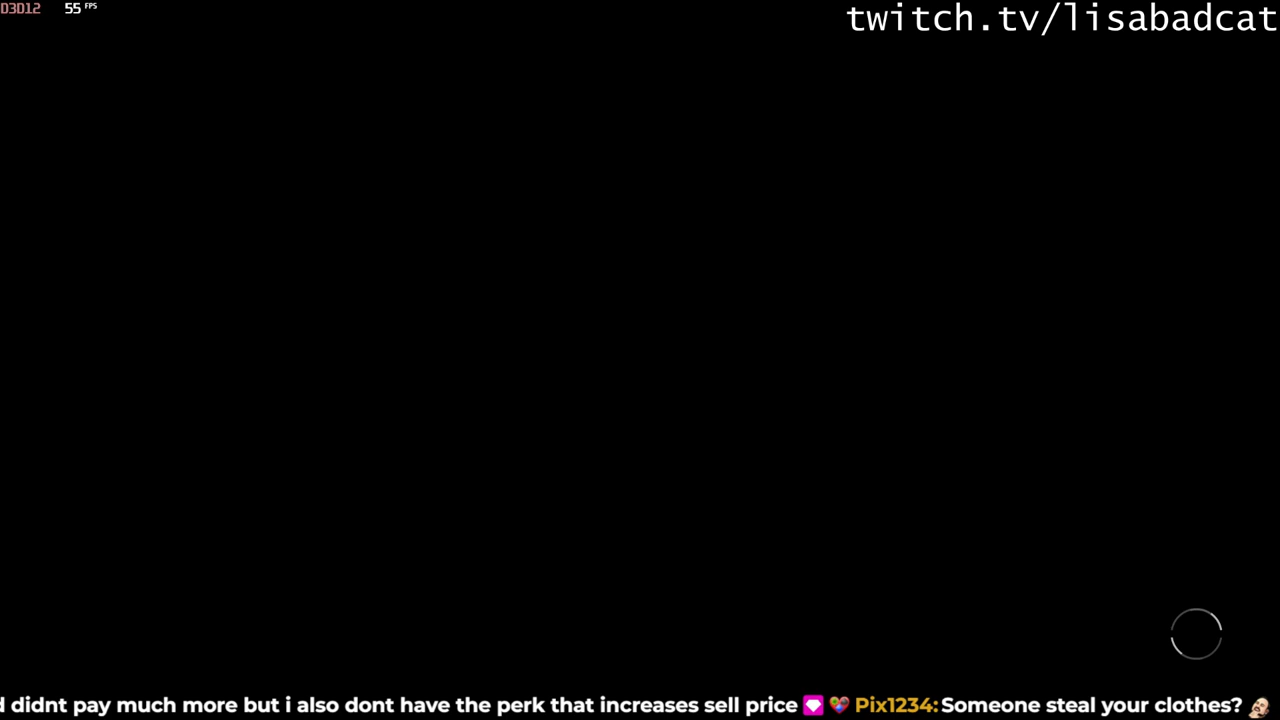 D3D12 55 FPS
twitch.tv/lisabadcat
didnt pay much more but i also dont have the perk that increases sell price Pix1234: Someone steal your clothes?